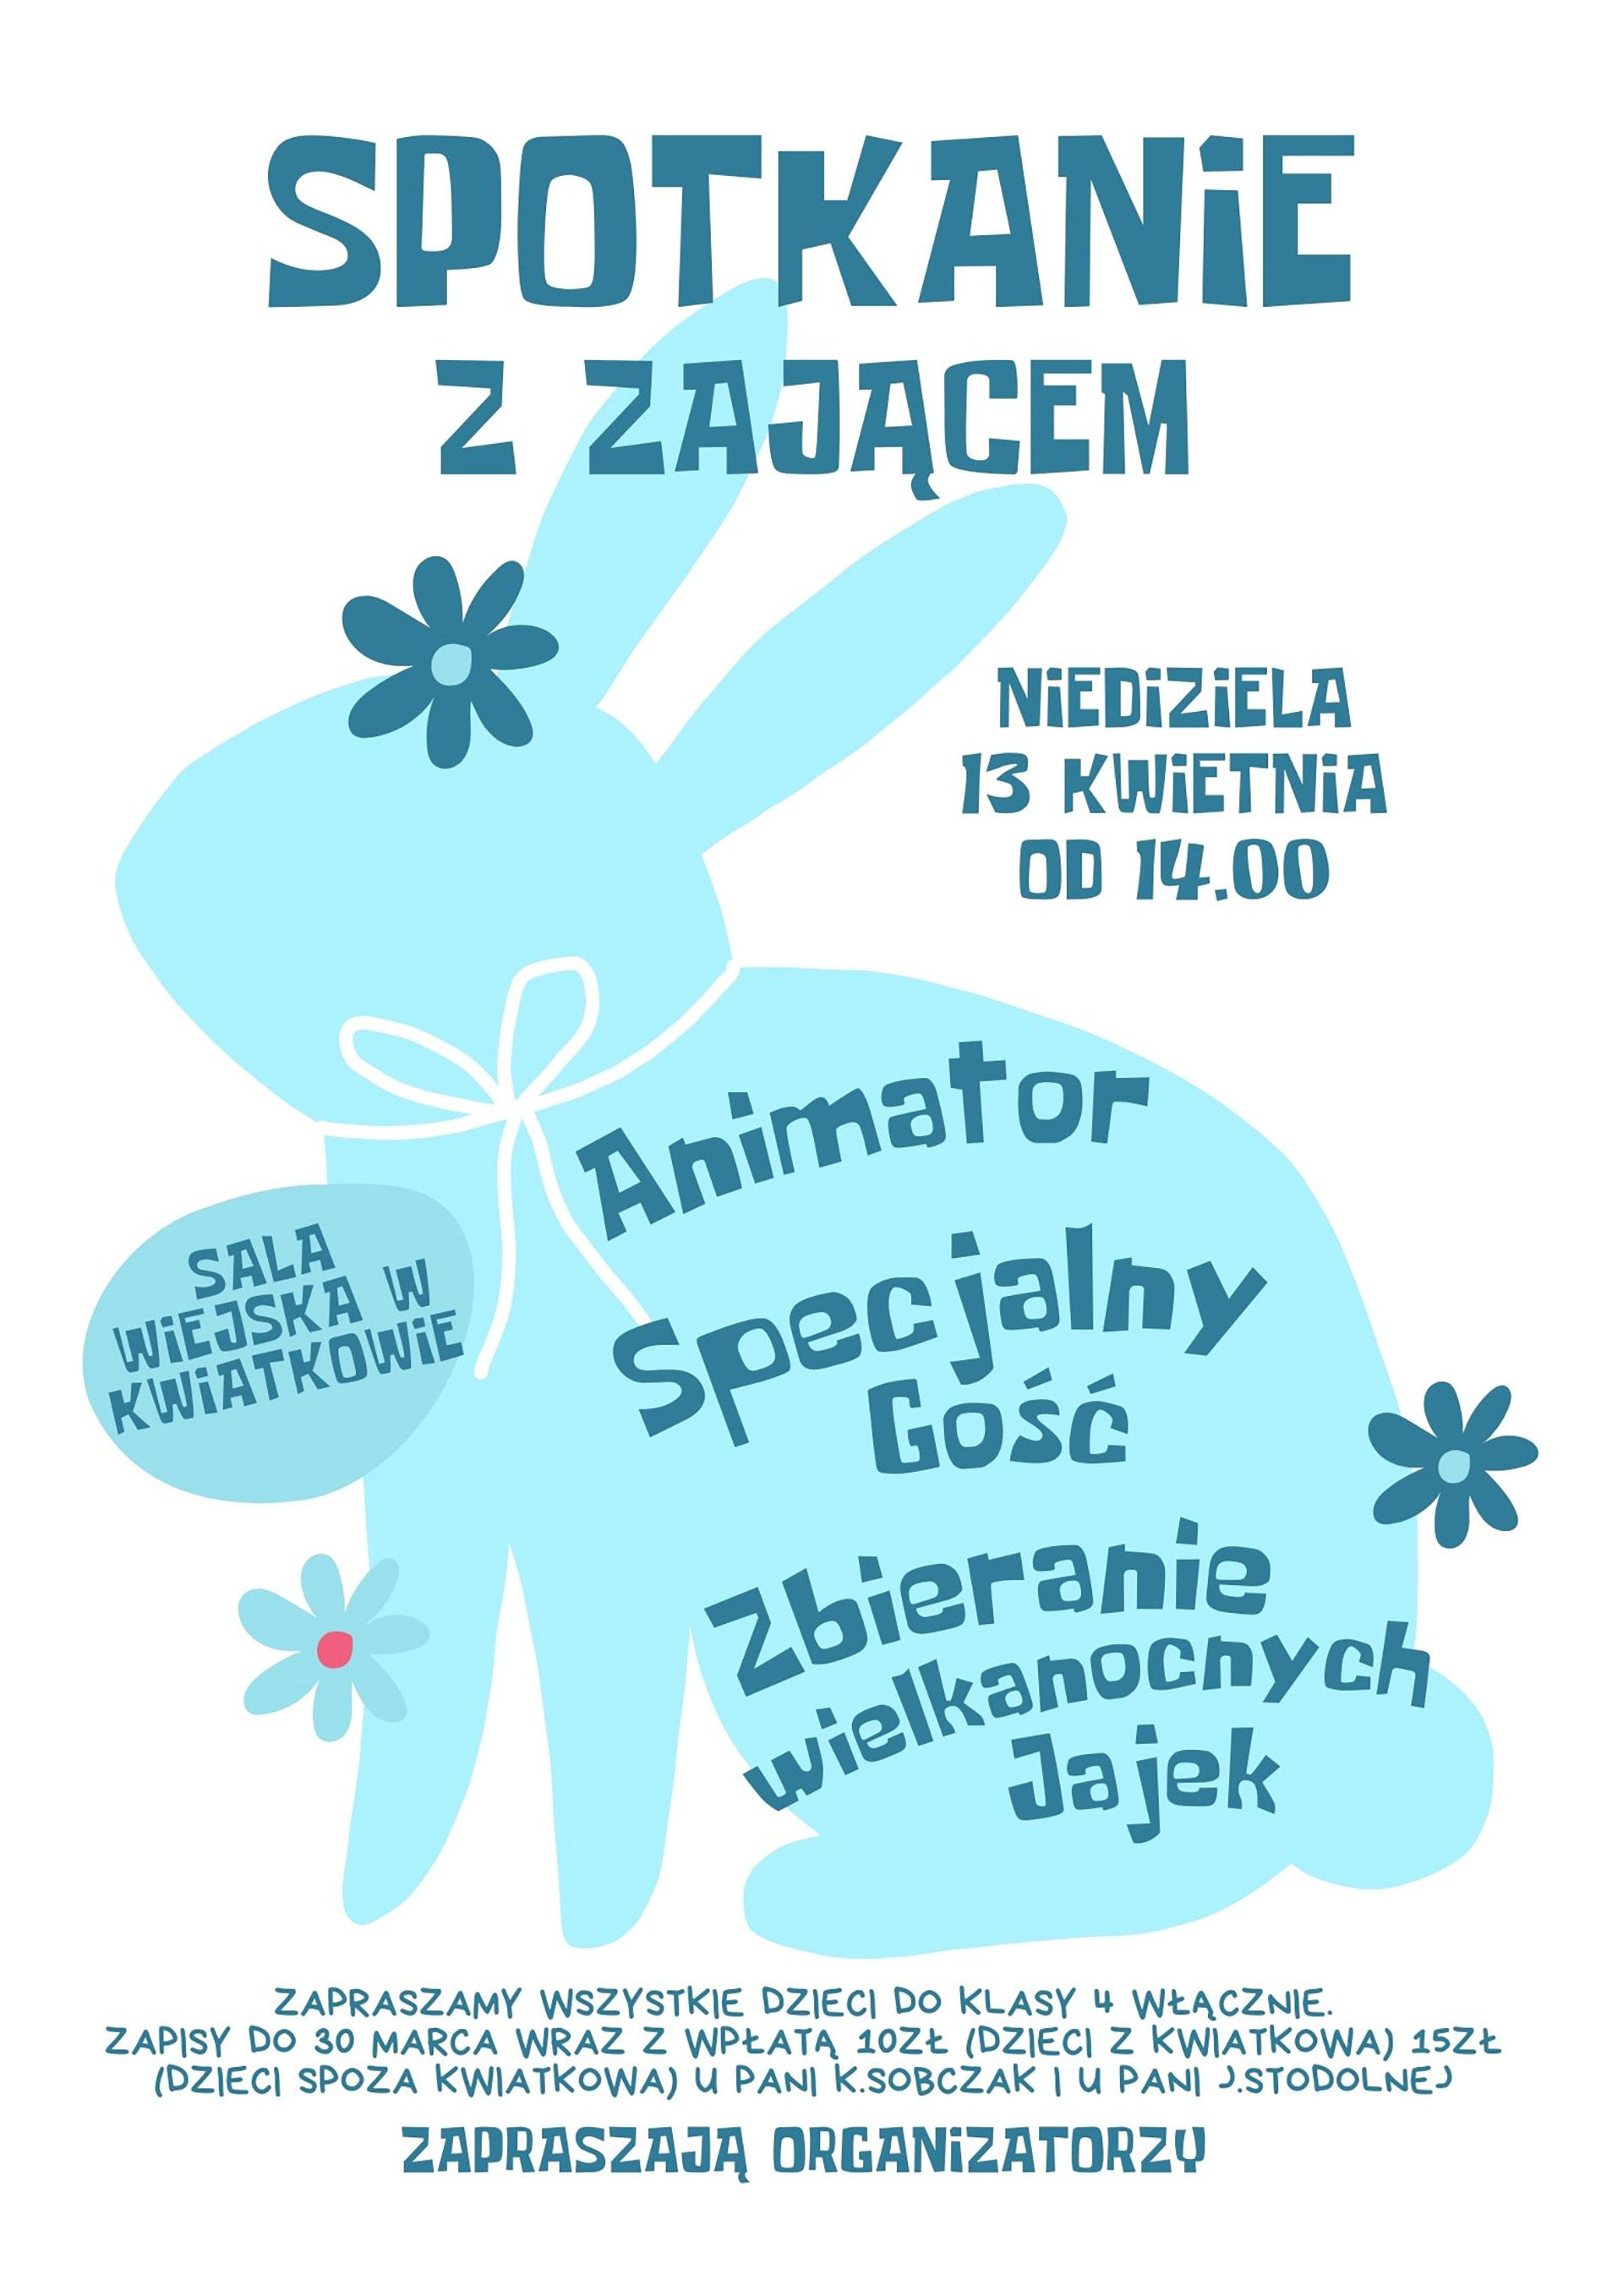 SPOTKANiE
Z ZAJĄCEM
NiEDZiELA
13 KWiETNiA
OD 14.00
Animator
Specjalny
Gość
SALA
WiEJSKA W
KWiATKOWiE
Zbieranie
wielkanocnych
Jajek
ZAPRASZAMY WSZYSTKIE DZIECI DO KLASY 4 WŁĄCZNIE.
ZAPISY DO 30 MARCA WRAZ Z WPŁATĄ 10ZŁ (DZIECI Z KWIATKOWA) 15ZŁ
(DZIECI SPOZA KWIATKOWA) U PANI K.SOBCZAK I U PANI J.STODOLNEJ
ZAPRASZAJĄ ORGANiZATORZY